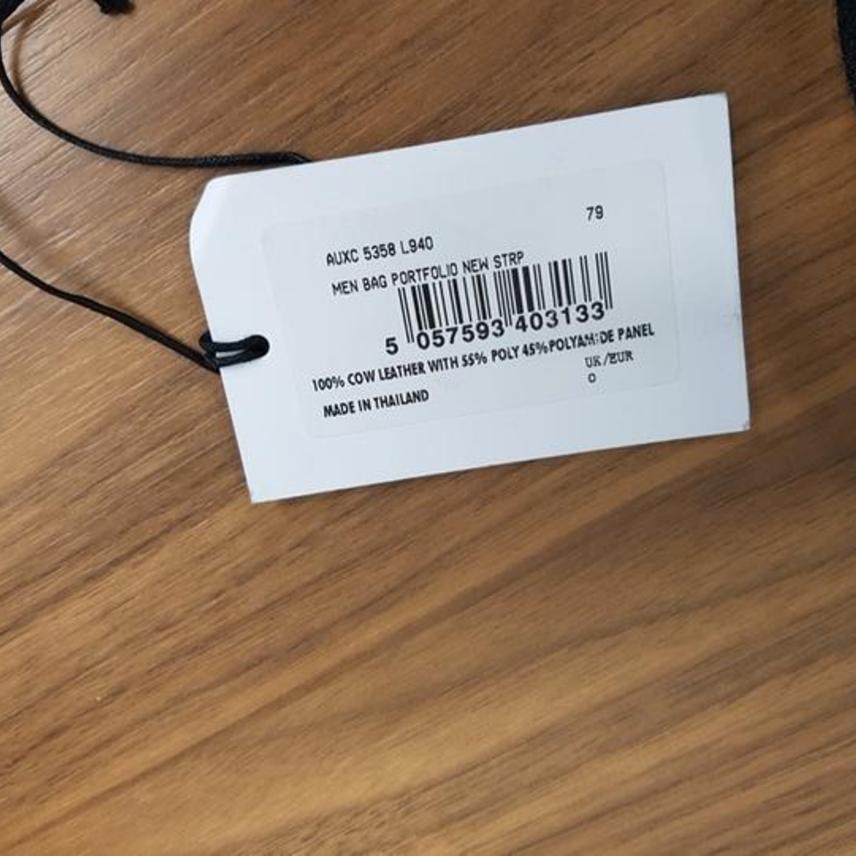 79
AUXC 5358 L940
MEN BAG PORTFOLIO NEW STRP
5 057593 403133
100% COW LEATHER WITH 55% POLY 45%POLYAMIDE PANEL
UK/EUR
MADE IN THAILAND
0